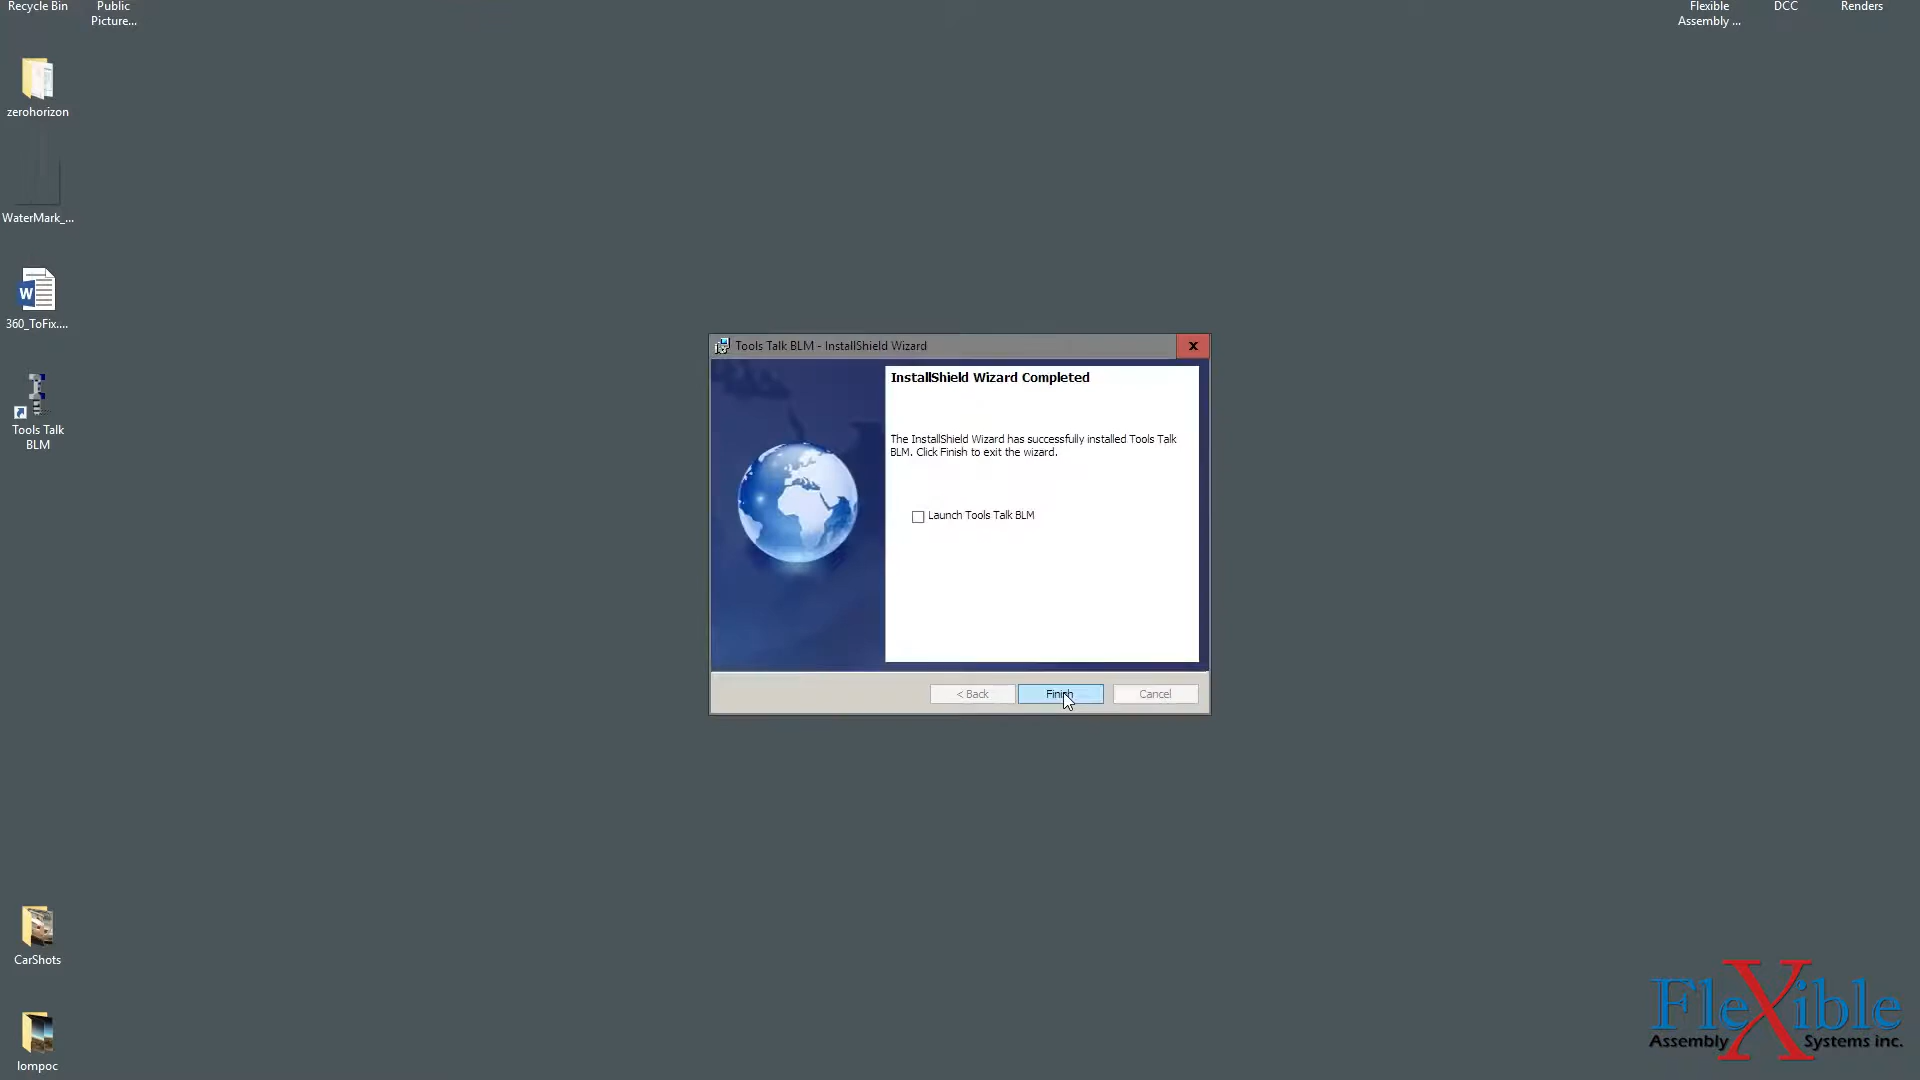 Recycle Bin
Public
Picture...
Flexible
Assembly ...
DCC
Renders
zerohorizon
WaterMark_...
W
360_ToFix....
Tools Talk
BLM
Tools Talk BLM - InstallShield Wizard
x
InstallShield Wizard Completed
The InstallShield Wizard has successfully installed Tools Talk
BLM. Click Finish to exit the wizard.
Launch Tools Talk BLM
< Back
Finish
Cancel
CarShots
lompoc
FleXible
Assembly Systems inc.